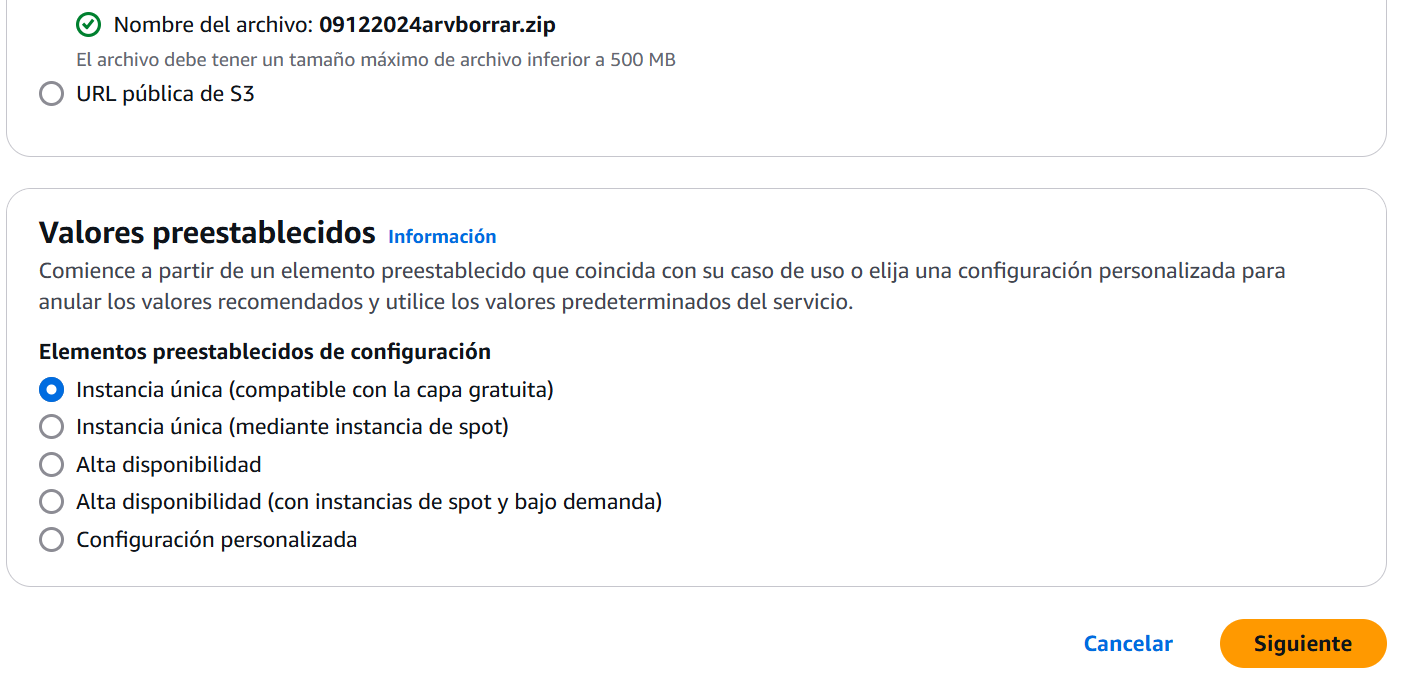 Nombre del archivo: 09122024arvborrar.zip
El archivo debe tener un tamaño máximo de archivo inferior a 500 MB
URL pública de S3
Valores preestablecidos Información
Comience a partir de un elemento preestablecido que coincida con su caso de uso o elija una configuración personalizada para
anular los valores recomendados y utilice los valores predeterminados del servicio.
Elementos preestablecidos de configuración
Instancia única (compatible con la capa gratuita)
Instancia única (mediante instancia de spot)
Alta disponibilidad
Alta disponibilidad (con instancias de spot y bajo demanda)
Configuración personalizada
Cancelar Siguiente